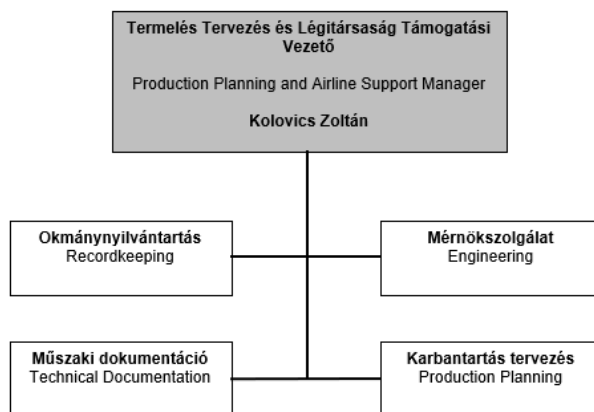 Termelés Tervezés és Légitársaság Támogatási
Vezető
Production Planning and Airline Support Manager
Kolovics Zoltán
Okmánynyilvántartás
Recordkeeping
Mérnökszolgálat
Engineering
Műszaki dokumentáció
Technical Documentation
Karbantartás tervezés
Production Planning